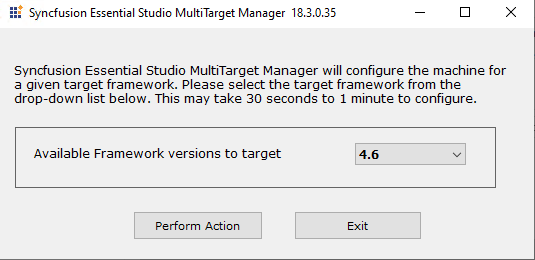 Syncfusion Essential Studio MultiTarget Manager 18.3.0.35
Syncfusion Essential Studio MultiTarget Manager will configure the machine for
a given target framework. Please select the target framework from the
drop-down list below. This may take 30 seconds to 1 minute to configure.
Available Framework versions to target 4.6
Perform Action Exit